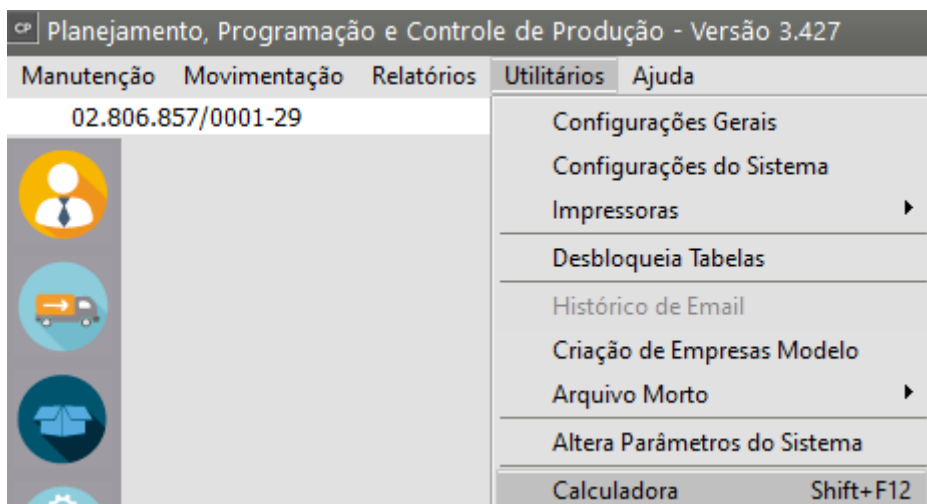 CP Planejamento, Programação e Controle de Produção - Versão 3.427
Manutenção Movimentação Relatórios Utilitários Ajuda
02.806.857/0001-29
Configurações Gerais
Configurações do Sistema
Impressoras
Desbloqueia Tabelas
Histórico de Email
Criação de Empresas Modelo
Arquivo Morto
Altera Parâmetros do Sistema
Calculadora Shift+F12